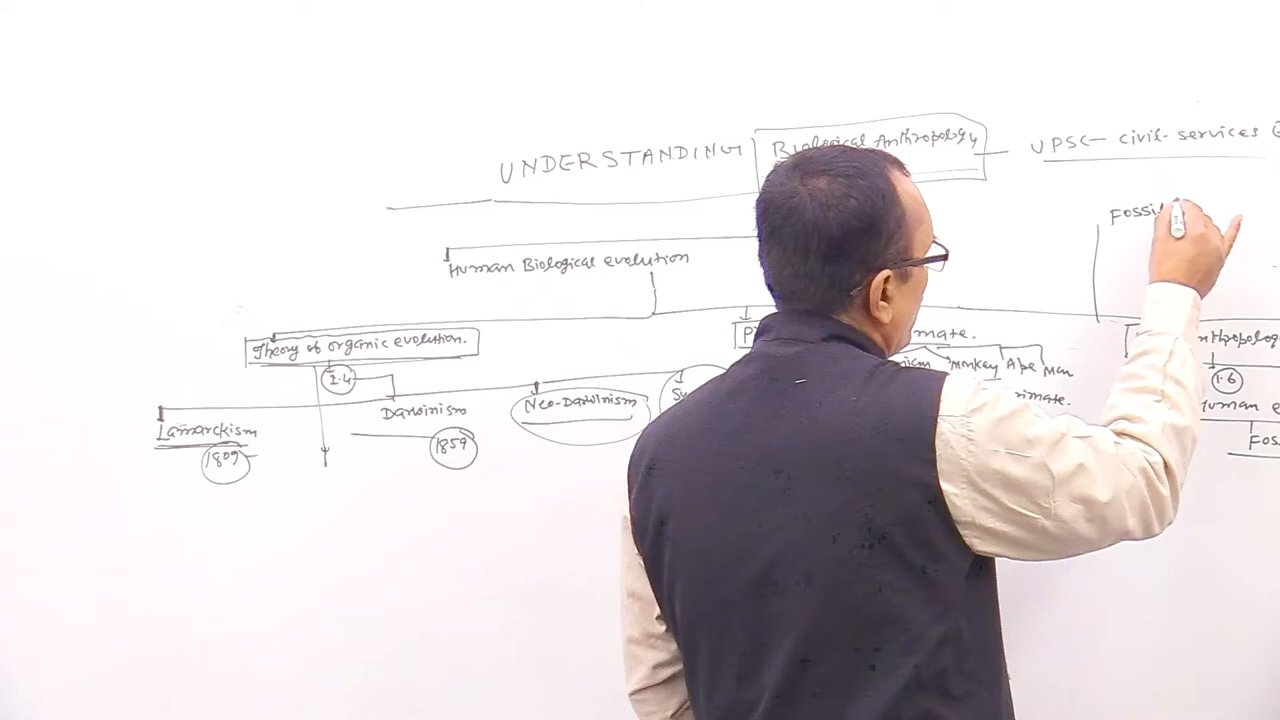 UNDERSTANDING Biological Anthropology UPSC- civil-services
Fossil
Human Biological evolution
Theory of organic evolution.
1.4
Monkey Ape Man
1.6
Lamarckism Darwinism Neo-Darwinism
1809 1859
Fos